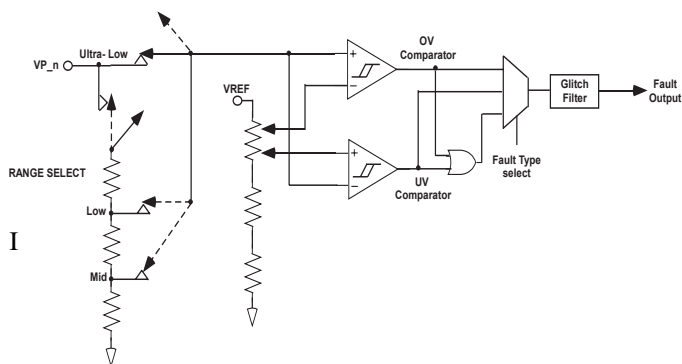 Ultra- Low
VP_n
VREF
RANGE SELECT
Low
I
Mid
+
−
OV
Comparator
+
−
UV
Comparator
Fault Type
select
Glitch
Filter
Fault
Output